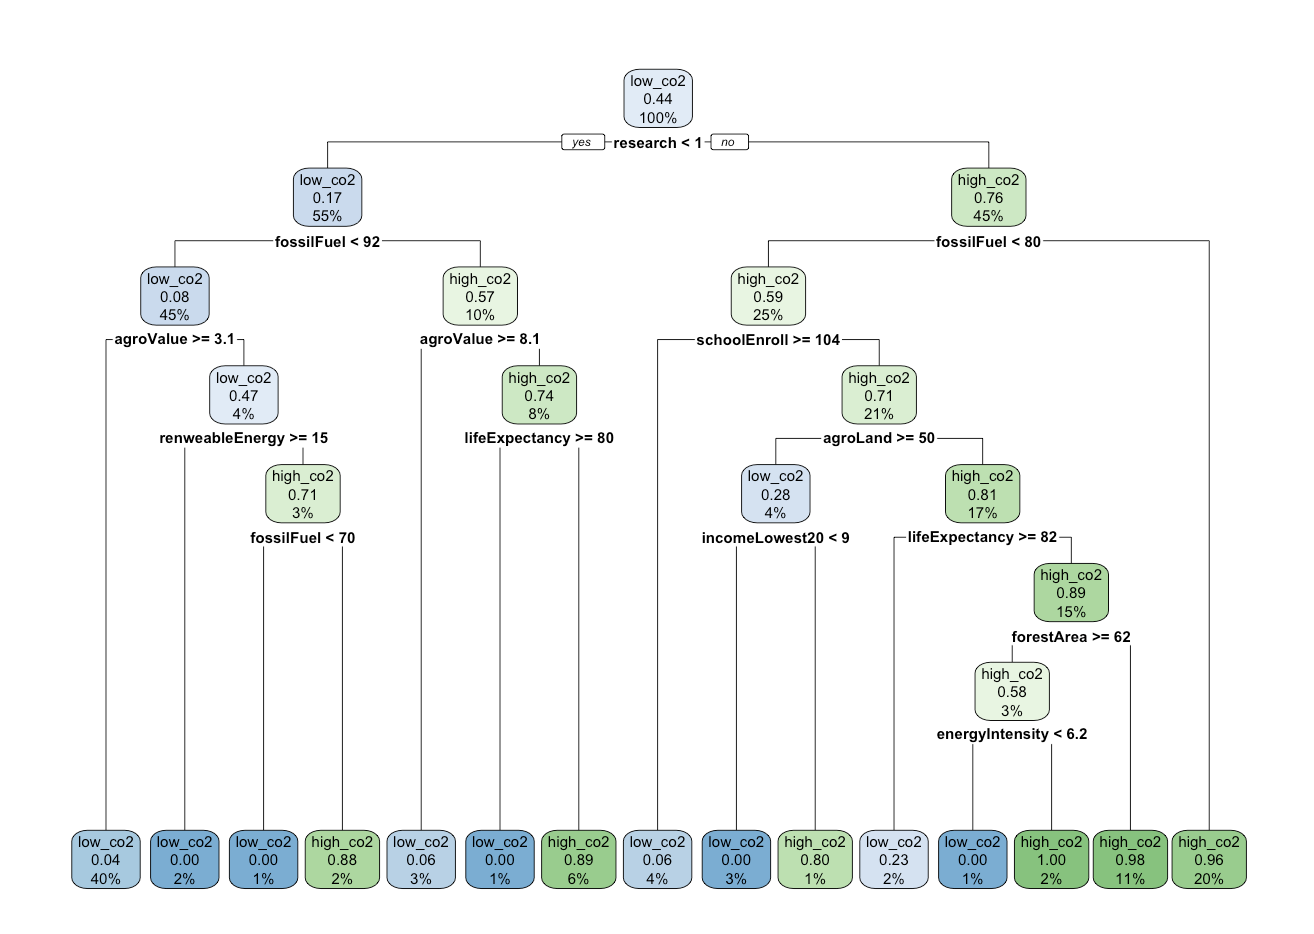 low_co2
0.44
100%
yes research < 1 no
low_co2
0.17
55%
high_co2
0.76
45%
fossilFuel < 92
fossilFuel < 80
low_co2
0.08
45%
high_co2
0.57
10%
high_co2
0.59
25%
agroValue >= 3.1
agroValue >= 8.1
schoolEnroll >= 104
low_co2
0.47
4%
high_co2
0.74
8%
high_co2
0.71
21%
renweableEnergy >= 15
lifeExpectancy >= 80
agroLand >= 50
high_co2
0.71
3%
low_co2
0.28
4%
high_co2
0.81
17%
fossilFuel < 70
incomeLowest20 < 9
lifeExpectancy >= 82
high_co2
0.89
15%
forestArea >= 62
high_co2
0.58
3%
energyIntensity < 6.2
low_co2
0.04
40%
low_co2
0.00
2%
low_co2
0.00
1%
high_co2
0.88
2%
low_co2
0.06
3%
low_co2
0.00
1%
high_co2
0.89
6%
low_co2
0.06
4%
low_co2
0.00
3%
high_co2
0.80
1%
low_co2
0.23
2%
low_co2
0.00
1%
high_co2
1.00
2%
high_co2
0.98
11%
high_co2
0.96
20%